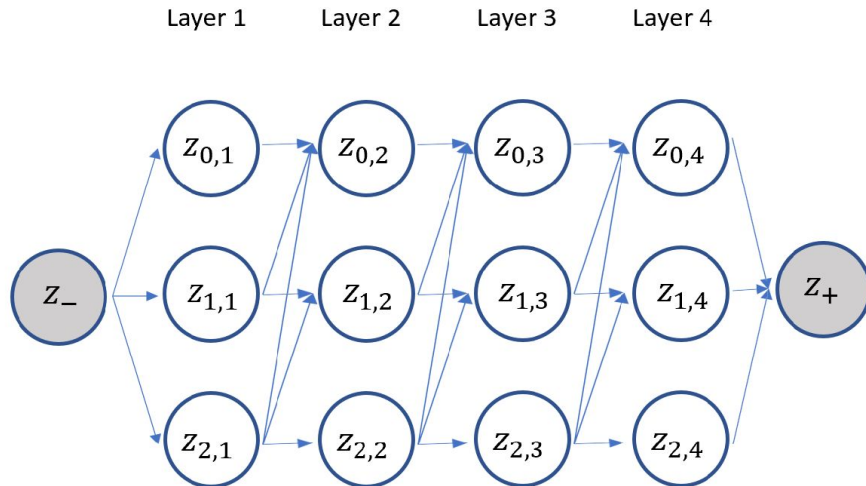 Layer 1 Layer 2 Layer 3 Layer 4
z₀,₁ z₀,₂ z₀,₃ z₀,₄
z₋ z₁,₁ z₁,₂ z₁,₃ z₁,₄ z₊
z₂,₁ z₂,₂ z₂,₃ z₂,₄